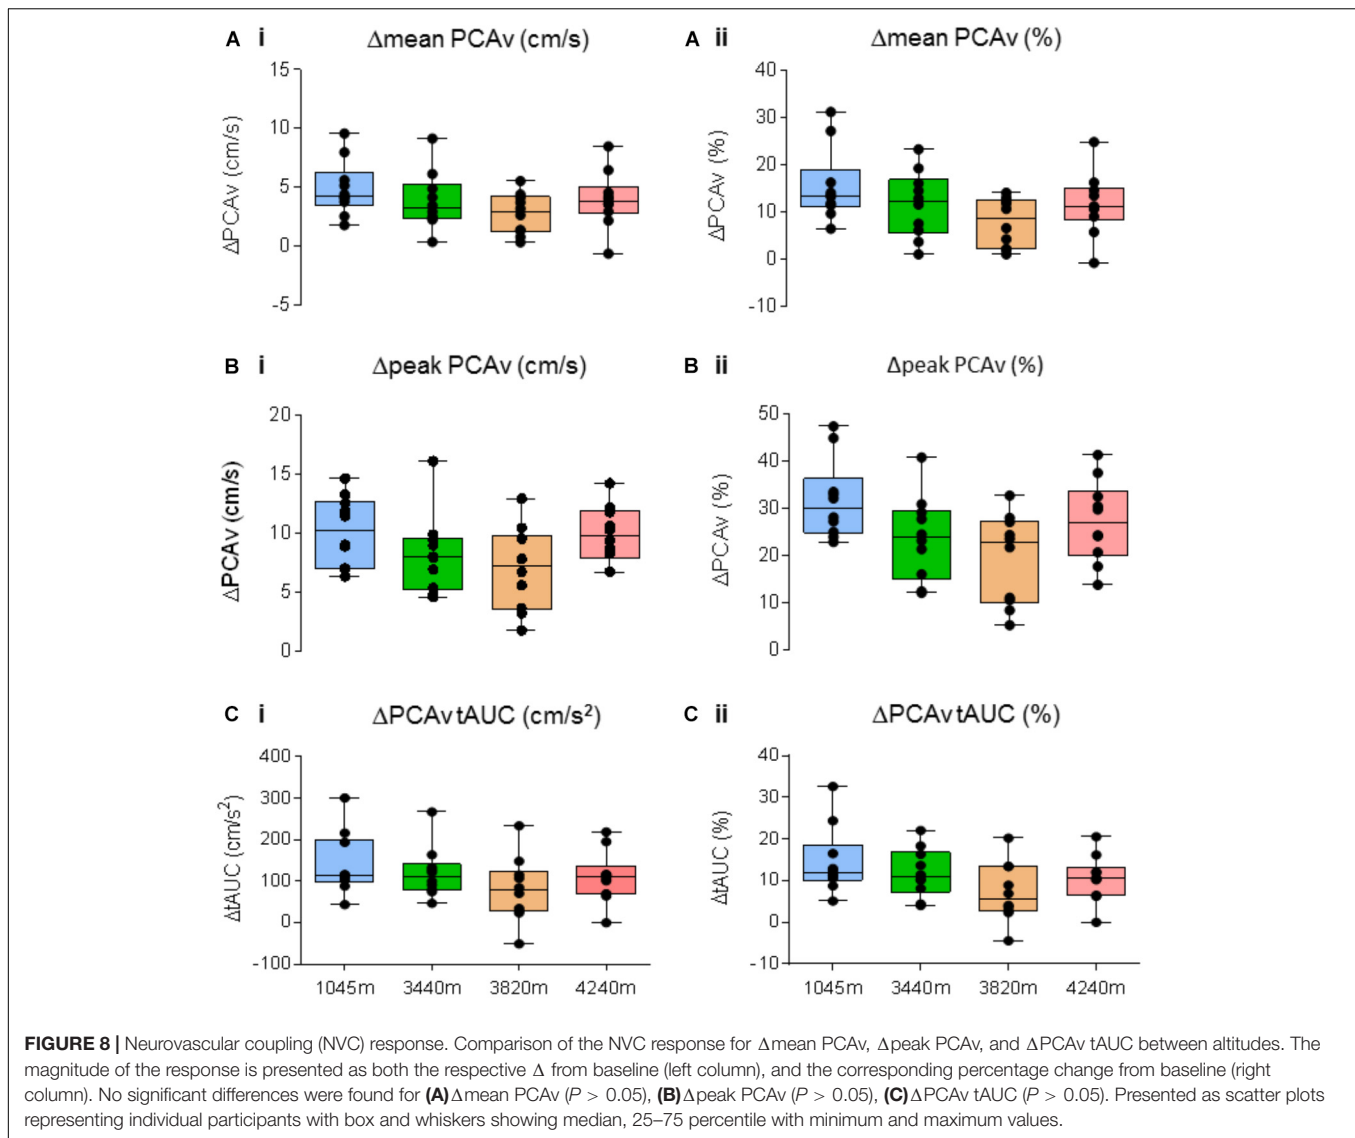 A i Δmean PCAv (cm/s)
15
10
5
0
-5
ΔPCAv (cm/s)
A ii Δmean PCAv (%)
40
30
20
10
0
-10
ΔPCAv (%)
B i Δpeak PCAv (cm/s)
20
15
10
5
0
ΔPCAv (cm/s)
B ii Δpeak PCAv (%)
50
40
30
20
10
0
ΔPCAv (%)
C i ΔPCAv tAUC (cm/s²)
400
300
200
100
0
-100
ΔtAUC (cm/s²)
1045m 3440m 3820m 4240m
C ii ΔPCAv tAUC (%)
40
30
20
10
0
-10
ΔtAUC (%)
1045m 3440m 3820m 4240m
FIGURE 8 | Neurovascular coupling (NVC) response. Comparison of the NVC response for Δmean PCAv, Δpeak PCAv, and ΔPCAv tAUC between altitudes. The
magnitude of the response is presented as both the respective Δ from baseline (left column), and the corresponding percentage change from baseline (right
column). No significant differences were found for (A)Δmean PCAv (P > 0.05), (B)Δpeak PCAv (P > 0.05), (C)ΔPCAv tAUC (P > 0.05). Presented as scatter plots
representing individual participants with box and whiskers showing median, 25–75 percentile with minimum and maximum values.